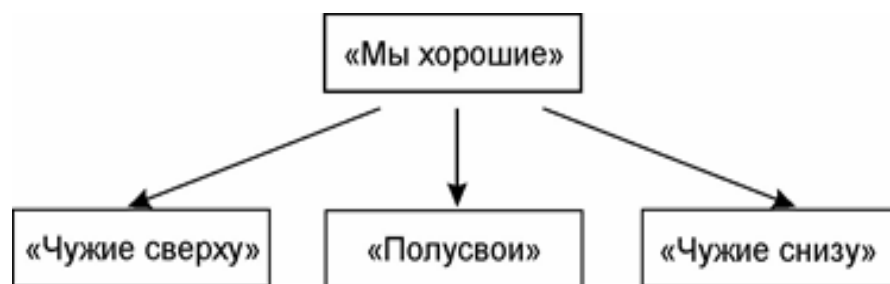 «Мы хорошие»
«Чужие сверху»
«Полусвои»
«Чужие снизу»